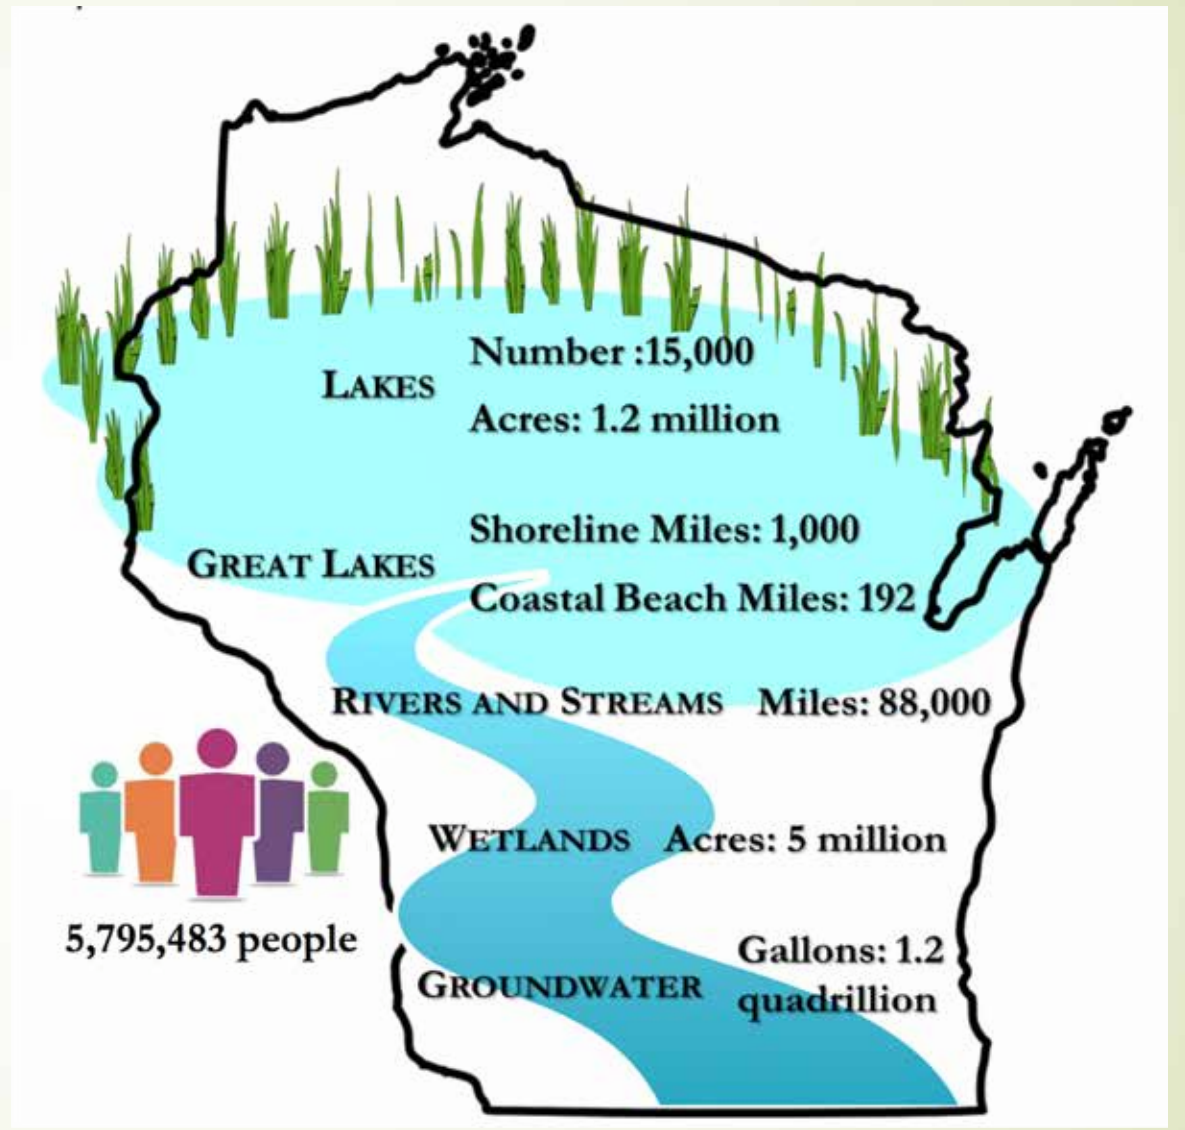 Number :15,000
LAKES
Acres: 1.2 million
Shoreline Miles: 1,000
GREAT LAKES
Coastal Beach Miles: 192
RIVERS AND STREAMS Miles: 88,000
WETLANDS Acres: 5 million
5,795,483 people
Gallons: 1.2
GROUNDWATER
quadrillion